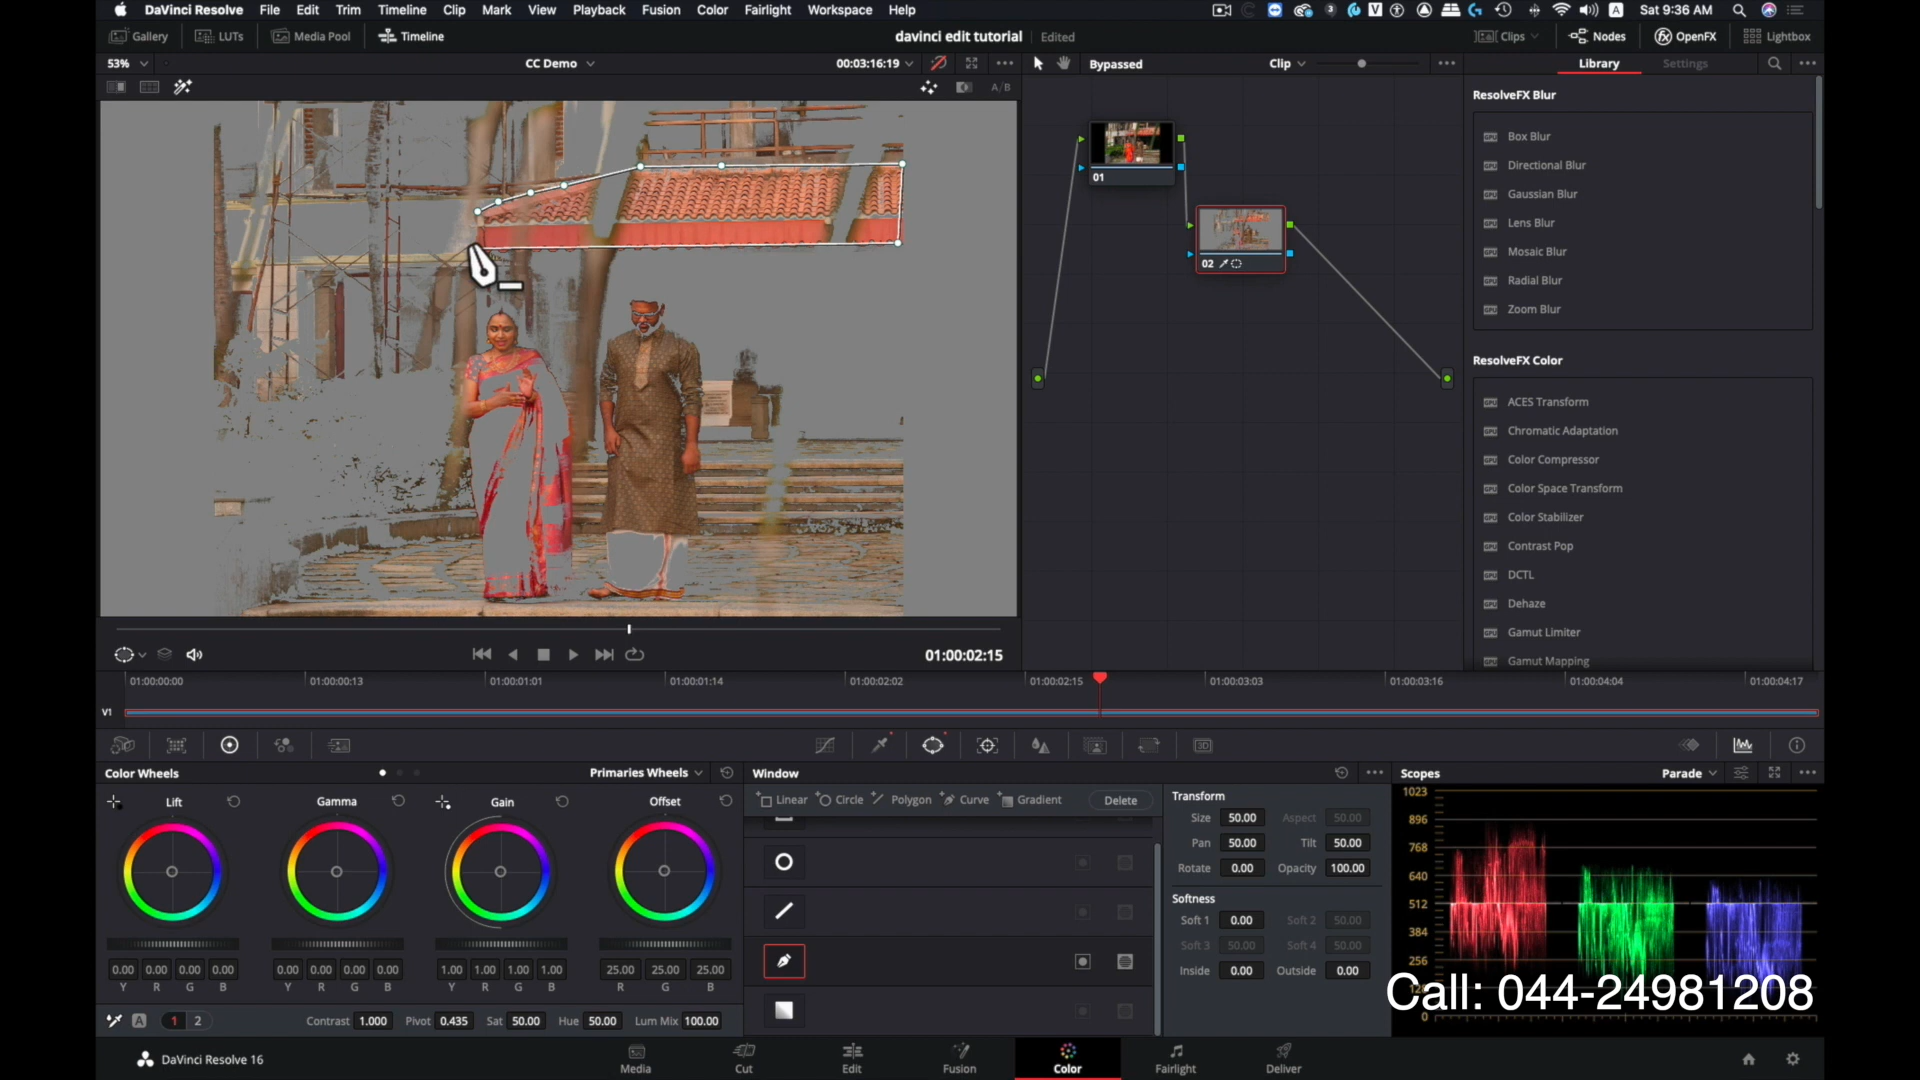 DaVinci Resolve File Edit Trim Timeline Clip Mark View Playback Fusion Color Fairlight Workspace Help Sat 9:36 AM
Gallery LUTs Media Pool Timeline davinci edit tutorial Edited Clips Nodes OpenFX Lightbox
53% CC Demo 00:03:16:19 Bypassed Clip Library Settings
A/B
ResolveFX Blur
Box Blur
Directional Blur
Gaussian Blur
Lens Blur
Mosaic Blur
Radial Blur
Zoom Blur
01
02
ResolveFX Color
ACES Transform
Chromatic Adaptation
Color Compressor
Color Space Transform
Color Stabilizer
Contrast Pop
DCTL
Dehaze
Gamut Limiter
Gamut Mapping
01:00:02:15
01:00:00:00 01:00:00:13 01:00:01:01 01:00:01:14 01:00:02:02 01:00:02:15 01:00:03:03 01:00:03:16 01:00:04:04 01:00:04:17
V1
3D
Color Wheels Primaries Wheels
Lift Gamma Gain Offset
0.00 0.00 0.00 0.00 0.00 0.00 0.00 0.00 1.00 1.00 1.00 1.00 25.00 25.00 25.00
Y R G B Y R G B Y R G B R G B
A 1 2 Contrast 1.000 Pivot 0.435 Sat 50.00 Hue 50.00 Lum Mix 100.00
Window
Linear Circle Polygon Curve Gradient Delete
Transform
Size 50.00 Aspect 50.00
Pan 50.00 Tilt 50.00
Rotate 0.00 Opacity 100.00
Softness
Soft 1 0.00 Soft 2 50.00
Soft 3 50.00 Soft 4 50.00
Inside 0.00 Outside 0.00
Scopes Parade
1023
896
768
640
512
384
256
0
Call: 044-24981208
DaVinci Resolve 16 Media Cut Edit Fusion Color Fairlight Deliver